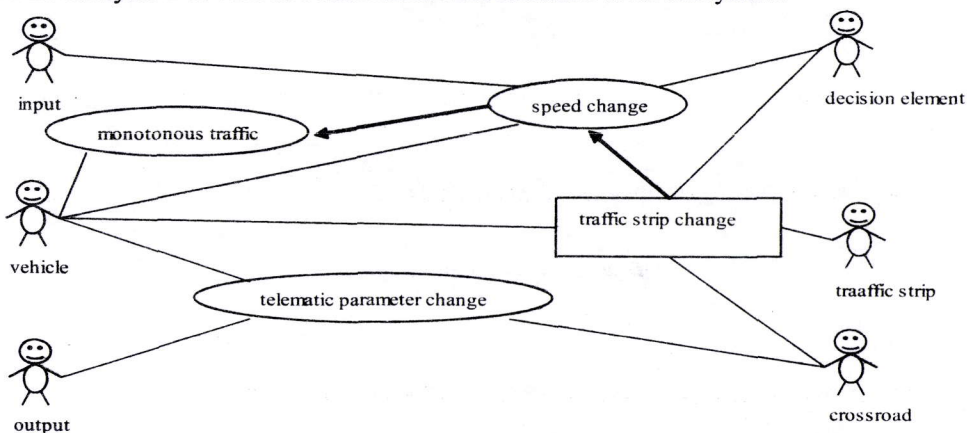 input
decision element
speed change
monotonous traffic
traffic strip change
vehicle
traaffic strip
telematic parameter change
output
crossroad